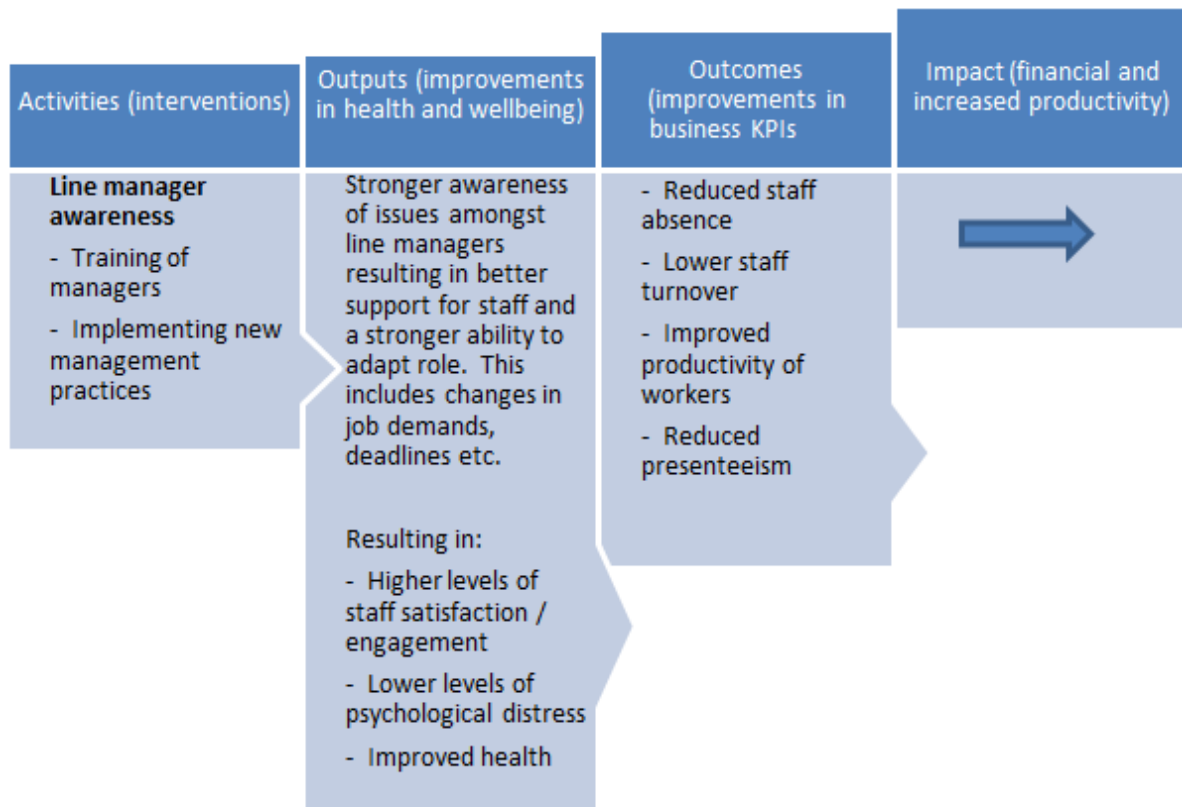 Activities (interventions)
Outputs (improvements
in health and wellbeing)
Outcomes
(improvements in
business KPIs
Impact (financial and
increased productivity)
Line manager
awareness
- Training of
managers
- Implementing new
management
practices
Stronger awareness
of issues amongst
line managers
resulting in better
support for staff and
a stronger ability to
adapt role. This
includes changes in
job demands,
deadlines etc.
Resulting in:
- Higher levels of
staff satisfaction /
engagement
- Lower levels of
psychological distress
- Improved health
- Reduced staff
absence
- Lower staff
turnover
- Improved
productivity of
workers
- Reduced
presenteeism